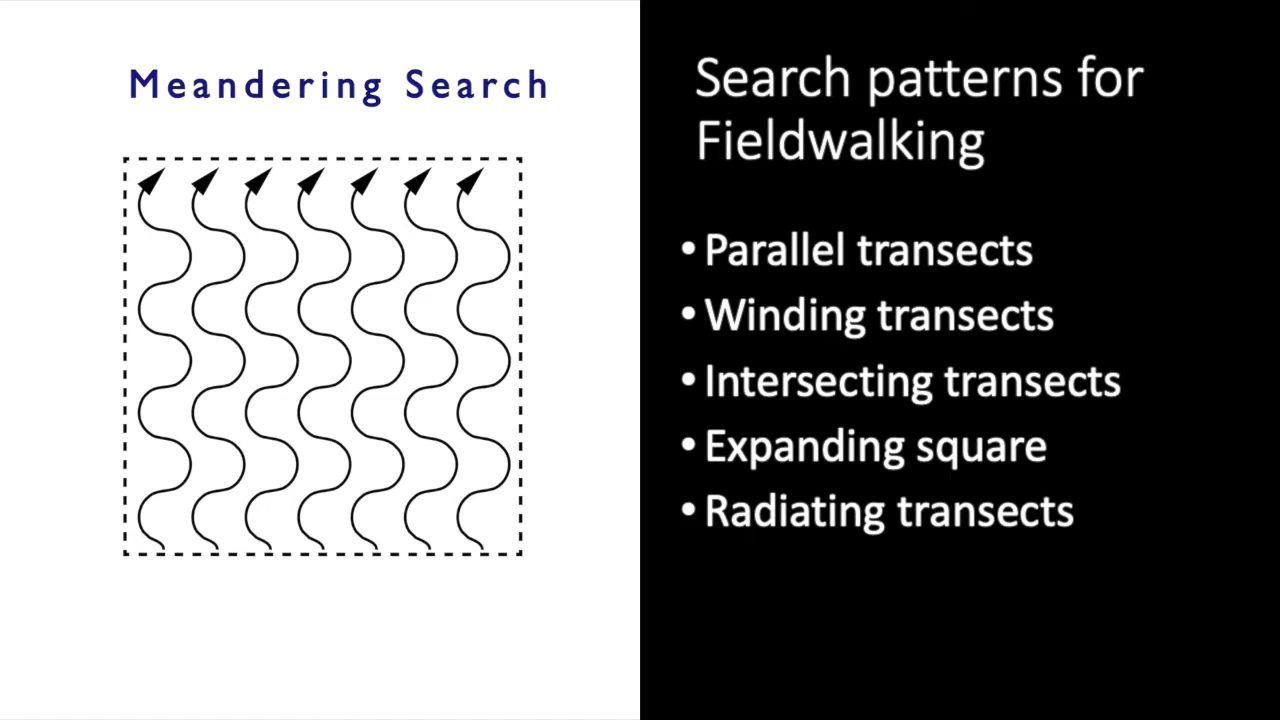 Meandering Search
Search patterns for
Fieldwalking
• Parallel transects
• Winding transects
• Intersecting transects
• Expanding square
• Radiating transects